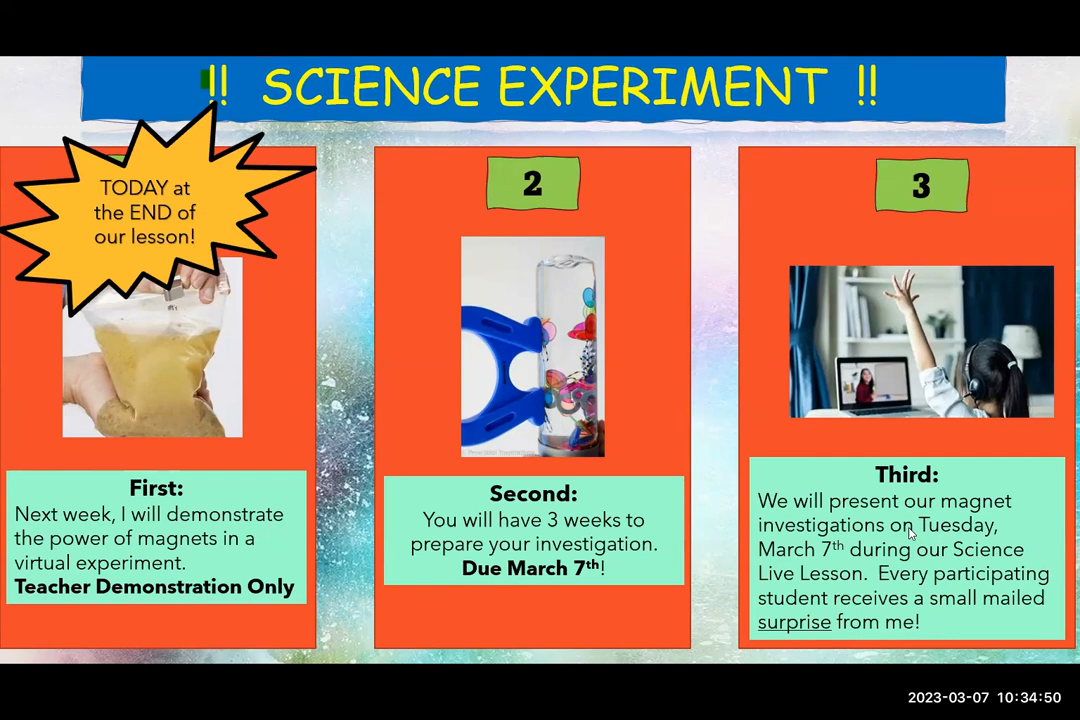 !! SCIENCE EXPERIMENT !!
TODAY at
the END of
our lesson!
First:
Next week, I will demonstrate
the power of magnets in a
virtual experiment.
Teacher Demonstration Only
2
Second:
You will have 3 weeks to
prepare your investigation.
Due March 7th!
3
Third:
We will present our magnet
investigations on Tuesday,
March 7th during our Science
Live Lesson. Every participating
student receives a small mailed
surprise from me!
2023-03-07 10:34:50